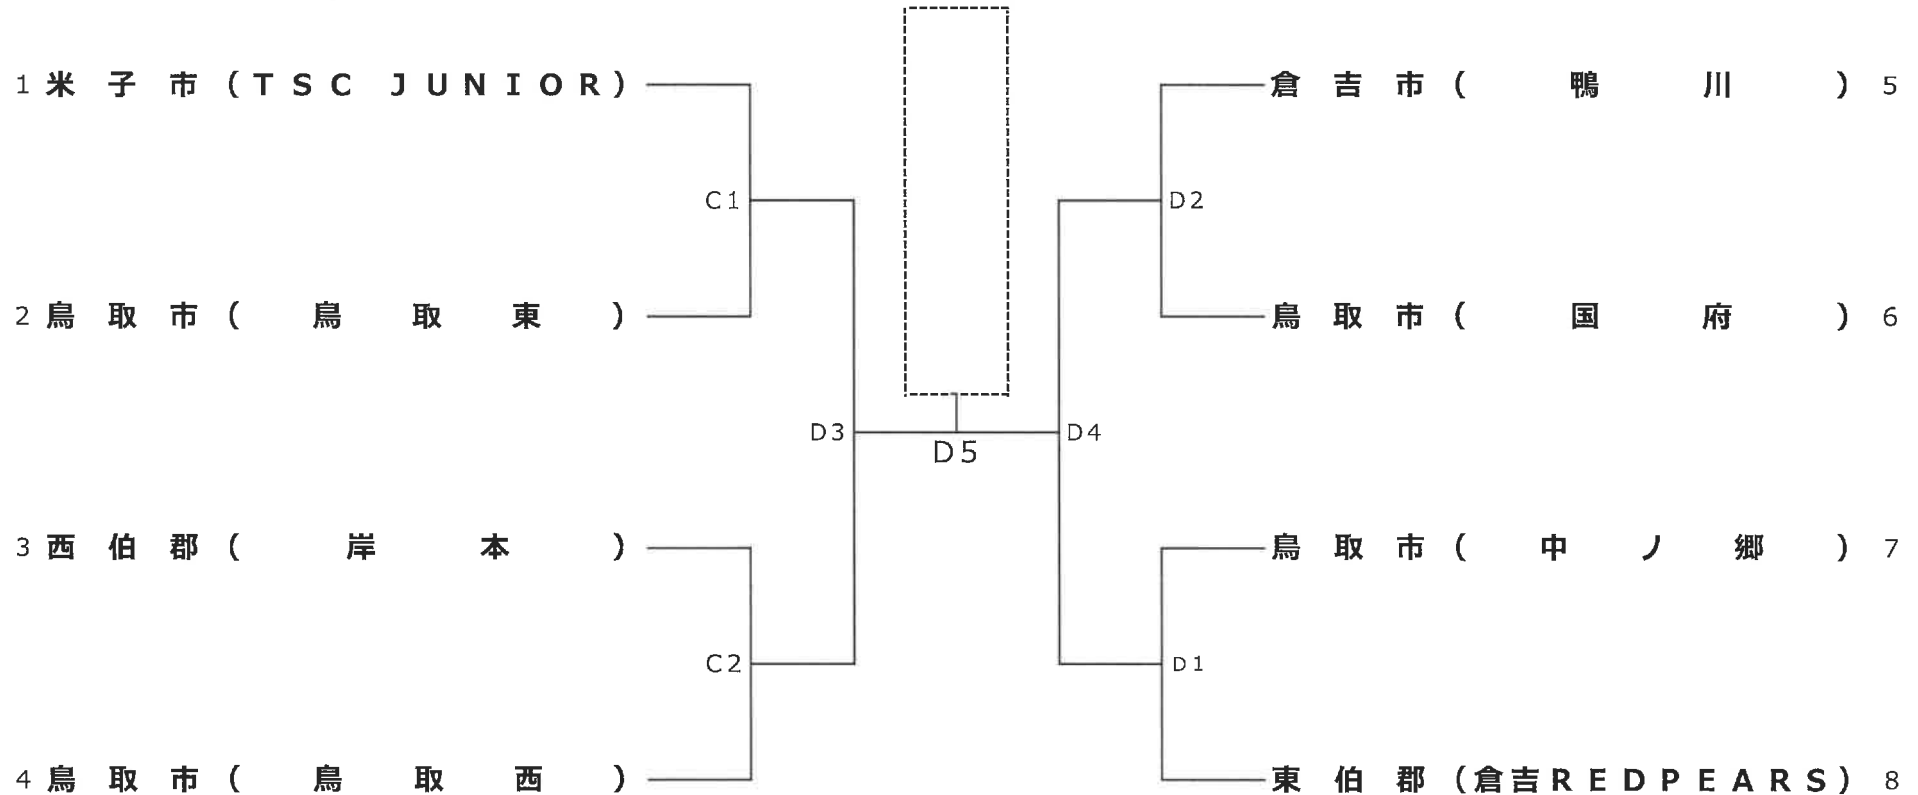 1 米子市(TSC JUNIOR)
C1
2 鳥取市(鳥取東)
D3
3 西伯郡(岸本)
C2
4 鳥取市(鳥取西)
D5
倉吉市(鴨川) 5
D2
鳥取市(国府) 6
D4
鳥取市(中ノ郷) 7
D1
東伯郡(倉吉REDPEARS) 8